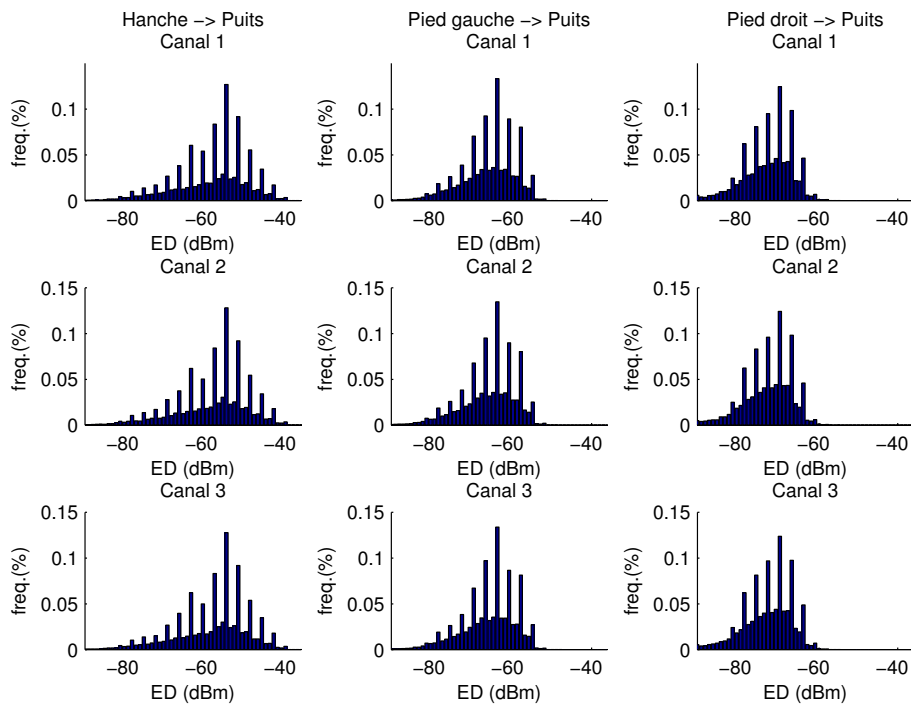 Hanche −> Puits
Canal 1
Pied gauche −> Puits
Canal 1
Pied droit −> Puits
Canal 1
freq.(%)
0.1
0.05
0
−80
−60
−40
ED (dBm)
freq.(%)
0.1
0.05
0
−80
−60
−40
ED (dBm)
freq.(%)
0.1
0.05
0
−80
−60
−40
ED (dBm)
Canal 2
freq.(%)
0.15
0.1
0.05
0
−80
−60
−40
ED (dBm)
Canal 2
freq.(%)
0.15
0.1
0.05
0
−80
−60
−40
ED (dBm)
Canal 2
freq.(%)
0.15
0.1
0.05
0
−80
−60
−40
ED (dBm)
Canal 3
freq.(%)
0.15
0.1
0.05
0
−80
−60
−40
ED (dBm)
Canal 3
freq.(%)
0.15
0.1
0.05
0
−80
−60
−40
ED (dBm)
Canal 3
freq.(%)
0.15
0.1
0.05
0
−80
−60
−40
ED (dBm)